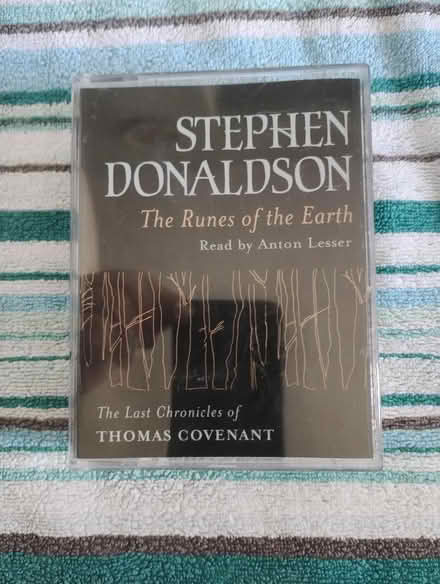 STEPHEN
DONALDSON
The Runes of the Earth
Read by Anton Lesser
The Last Chronicles of
THOMAS COVENANT